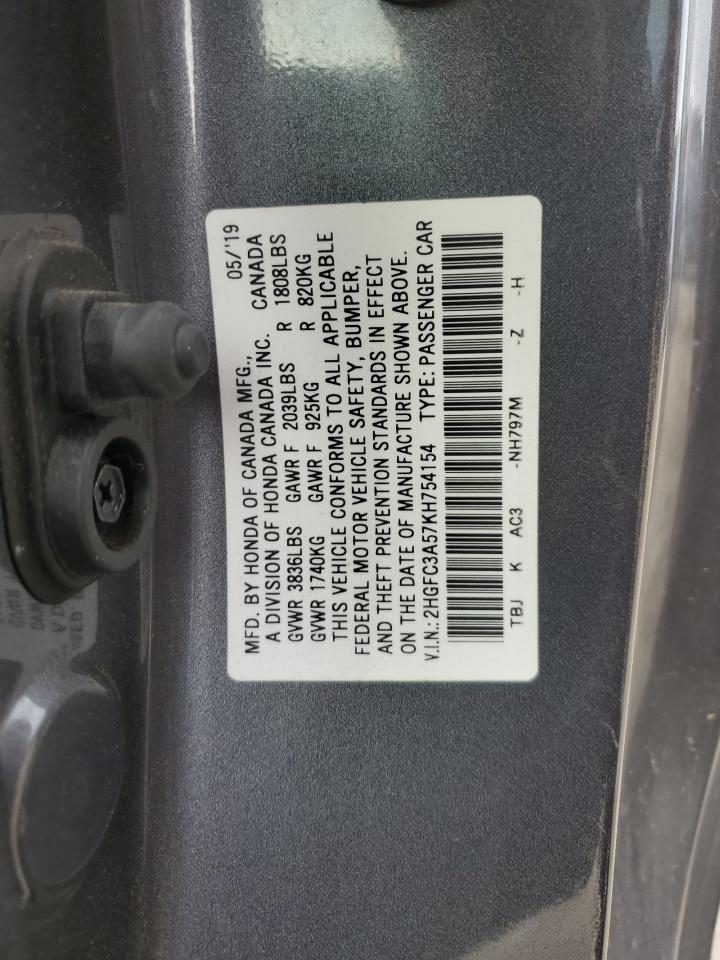 MFD. BY HONDA OF CANADA MFG., 05/'19
A DIVISION OF HONDA CANADA INC. CANADA
GVWR 3836LBS GAWR F 2039LBS R 1808LBS
GVWR 1740KG GAWR F 925KG R 820KG
THIS VEHICLE CONFORMS TO ALL APPLICABLE
FEDERAL MOTOR VEHICLE SAFETY, BUMPER,
AND THEFT PREVENTION STANDARDS IN EFFECT
ON THE DATE OF MANUFACTURE SHOWN ABOVE.
V.I.N.:2HGFC3A57KH754154 TYPE: PASSENGER CAR
TBJ K AC3 -NH797M -Z -H